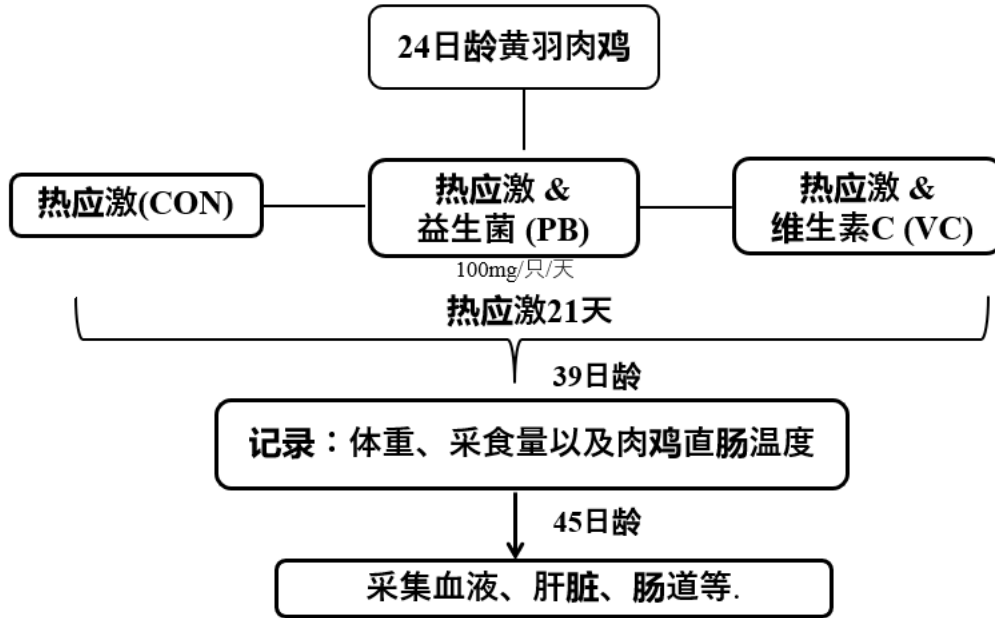 24日龄黄羽肉鸡
热应激(CON)
热应激 &
益生菌 (PB)
热应激 &
维生素C (VC)
100mg/只/天
热应激21天
39日龄
记录：体重、采食量以及肉鸡直肠温度
45日龄
采集血液、肝脏、肠道等.